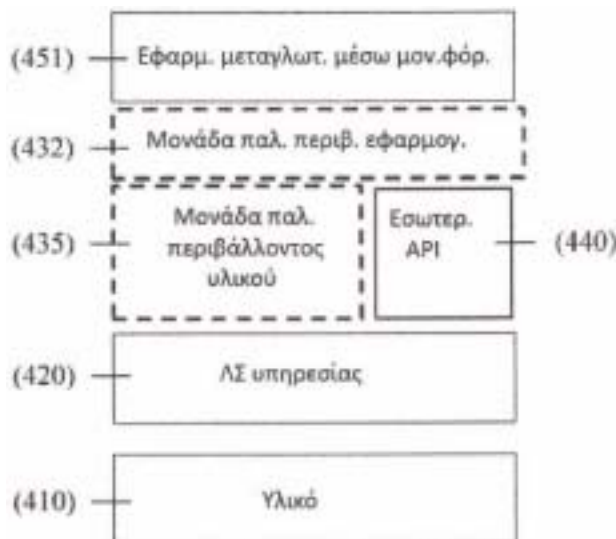 (451) Εφαρμ. μεταγλωτ. μέσω μον.φόρ.
(432) Μονάδα παλ. περιβ. εφαρμογ.
(435) Μονάδα παλ.
περιβάλλοντος
υλικού
Εσωτερ.
API
(440)
(420) ΛΣ υπηρεσίας
(410) Υλικό